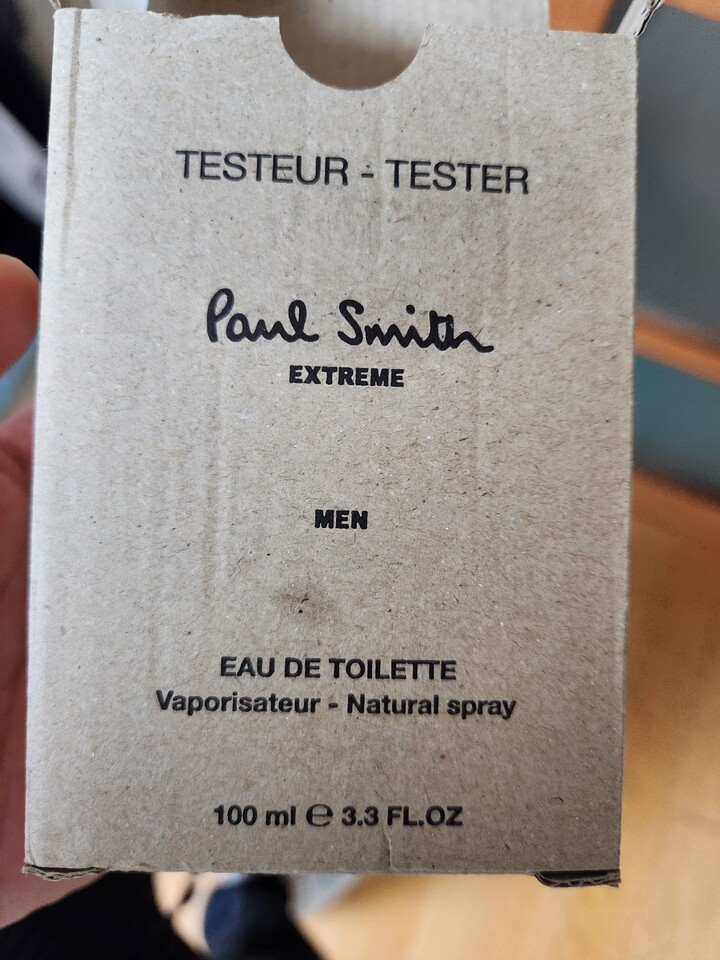 TESTEUR - TESTER
Paul Smith
EXTREME
MEN
EAU DE TOILETTE
Vaporisateur - Natural spray
100 ml ℮ 3.3 FL.OZ